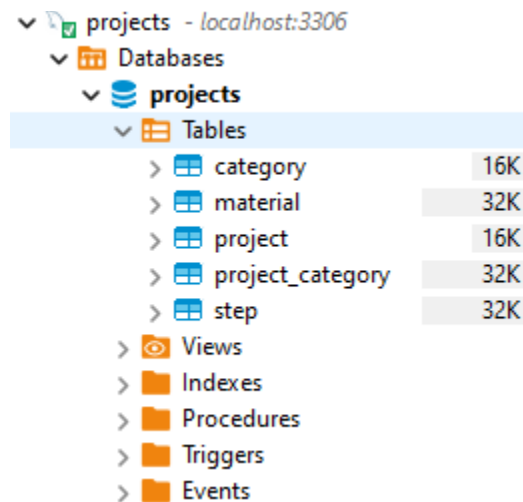 projects - localhost:3306
Databases
projects
Tables
category 16K
material 32K
project 16K
project_category 32K
step 32K
Views
Indexes
Procedures
Triggers
Events